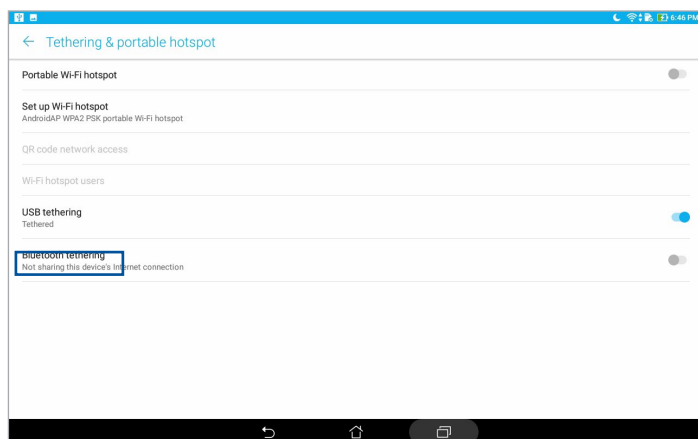 6:46 PM
Tethering & portable hotspot
Portable Wi-Fi hotspot
Set up Wi-Fi hotspot
AndroidAP WPA2 PSK portable Wi-Fi hotspot
QR code network access
Wi-Fi hotspot users
USB tethering
Tethered
Bluetooth tethering
Not sharing this device's internet connection